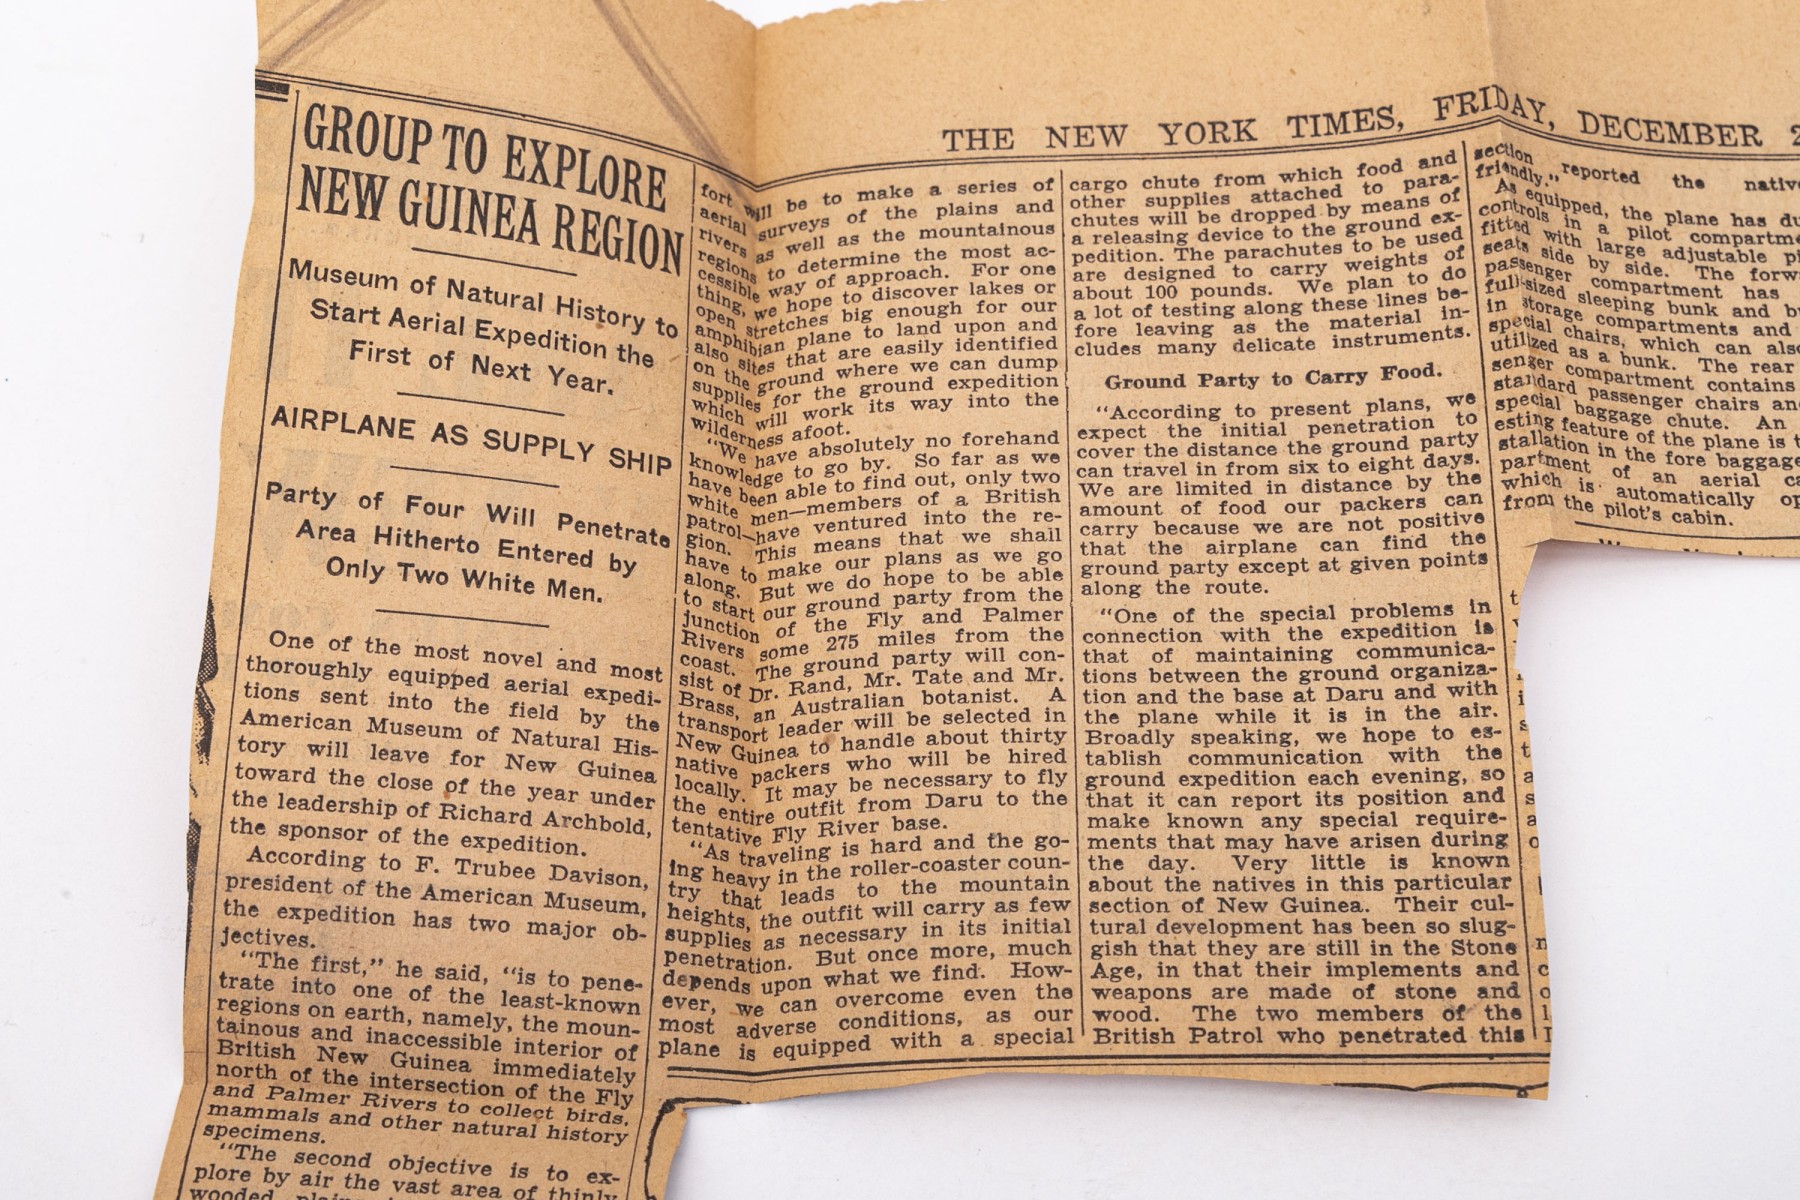 THE NEW YORK TIMES, FRIDAY, DECEMBER 2
GROUP TO EXPLORE
NEW GUINEA REGION
Museum of Natural History to
Start Aerial Expedition the
First of Next Year.
AIRPLANE AS SUPPLY SHIP
Party of Four Will Penetrate
Area Hitherto Entered by
Only Two White Men.
One of the most novel and most
thoroughly equipped aerial expedi-
tions sent into the field by the
American Museum of Natural His-
tory will leave for New Guinea
toward the close of the year under
the leadership of Richard Archbold,
the sponsor of the expedition.
According to F. Trubee Davison,
president of the American Museum,
the expedition has two major ob-
jectives.
"The first," he said, "is to pene-
trate into one of the least-known
regions on earth, namely, the moun-
tainous and inaccessible interior of
British New Guinea immediately
north of the intersection of the Fly
and Palmer Rivers to collect birds,
mammals and other natural history
specimens.
"The second objective is to ex-
plore by air the vast area of thinly
wooded
fort will be to make a series of
aerial surveys of the plains and
rivers as well as the mountainous
regions to determine the most ac-
cessible way of approach. For one
thing, we hope to discover lakes or
open stretches big enough for our
amphibian plane to land upon and
also sites that are easily identified
on the ground where we can dump
supplies for the ground expedition
which will work its way into the
wilderness afoot.
"We have absolutely no forehand
knowledge to go by. So far as we
have been able to find out, only two
white men—members of a British
patrol—have ventured into the re-
gion. This means that we shall
have to make our plans as we go
along. But we do hope to be able
to start our ground party from the
junction of the Fly and Palmer
Rivers some 275 miles from the
coast. The ground party will con-
sist of Dr. Rand, Mr. Tate and Mr.
Brass, an Australian botanist. A
transport leader will be selected in
New Guinea to handle about thirty
native packers who will be hired
locally. It may be necessary to fly
the entire outfit from Daru to the
tentative Fly River base.
"As traveling is hard and the go-
ing heavy in the roller-coaster coun-
try that leads to the mountain
heights, the outfit will carry as few
supplies as necessary in its initial
penetration. But once more, much
depends upon what we find. How-
ever, we can overcome even the
most adverse conditions, as our
plane is equipped with a special
cargo chute from which food and
other supplies attached to para-
chutes will be dropped by means of
a releasing device to the ground ex-
pedition. The parachutes to be used
are designed to carry weights of
about 100 pounds. We plan to do
a lot of testing along these lines be-
fore leaving as the material in-
cludes many delicate instruments.
Ground Party to Carry Food.
"According to present plans, we
expect the initial penetration to
cover the distance the ground party
can travel in from six to eight days.
We are limited in distance by the
amount of food our packers can
carry because we are not positive
that the airplane can find the
ground party except at given points
along the route.
"One of the special problems in
connection with the expedition is
that of maintaining communica-
tions between the ground organiza-
tion and the base at Daru and with
the plane while it is in the air.
Broadly speaking, we hope to es-
tablish communication with the
ground expedition each evening, so
that it can report its position and
make known any special require-
ments that may have arisen during
the day. Very little is known
about the natives in this particular
section of New Guinea. Their cul-
tural development has been so slug-
gish that they are still in the Stone
Age, in that their implements and
weapons are made of stone and
wood. The two members of the
British Patrol who penetrated this
section reported the native
friendly."
As equipped, the plane has du
controls in a pilot compartme
fitted with large adjustable pi
seats side by side. The forw
passenger compartment has
full-sized sleeping bunk and
in storage compartments and
special chairs, which can also
utilized as a bunk. The rear
senger compartment contains
standard passenger chairs an
special baggage chute. An
esting feature of the plane is t
stallation in the fore baggage
partment of an aerial ca
which is automatically op
from the pilot's cabin.